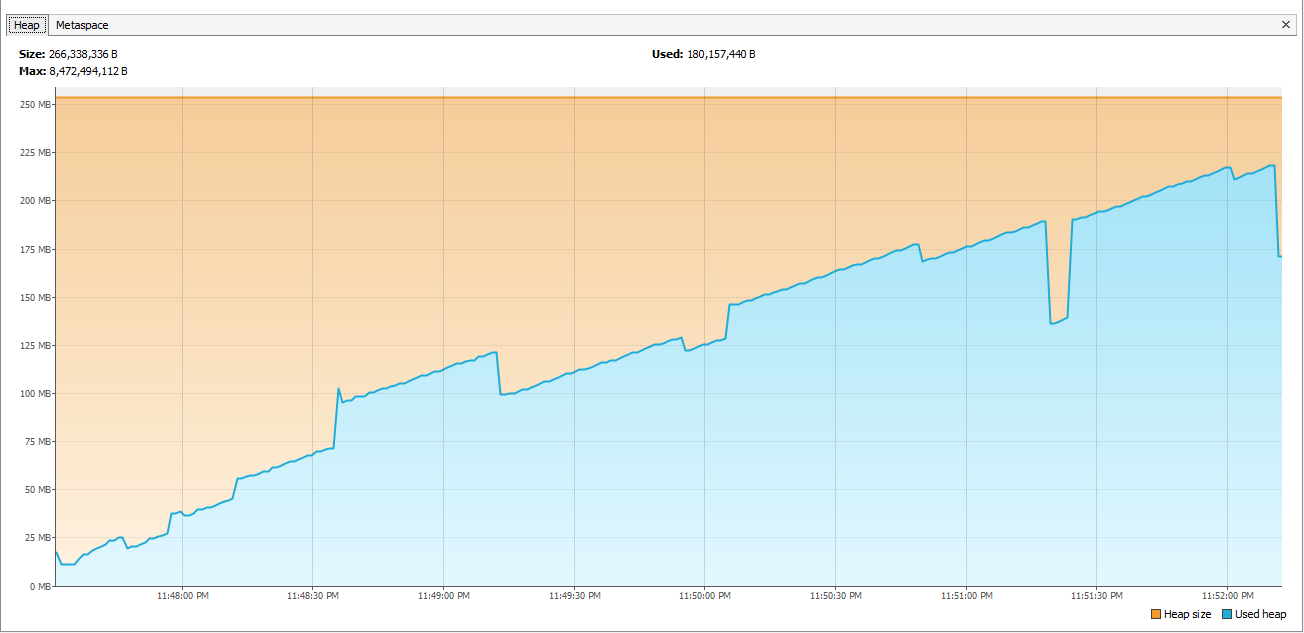 Heap Metaspace
Size: 266,338,336 B Used: 180,157,440 B
Max: 8,472,494,112 B
250 MB
225 MB
200 MB
175 MB
150 MB
125 MB
100 MB
75 MB
50 MB
25 MB
0 MB
11:48:00 PM 11:48:30 PM 11:49:00 PM 11:49:30 PM 11:50:00 PM 11:50:30 PM 11:51:00 PM 11:51:30 PM 11:52:00 PM
Heap size Used heap